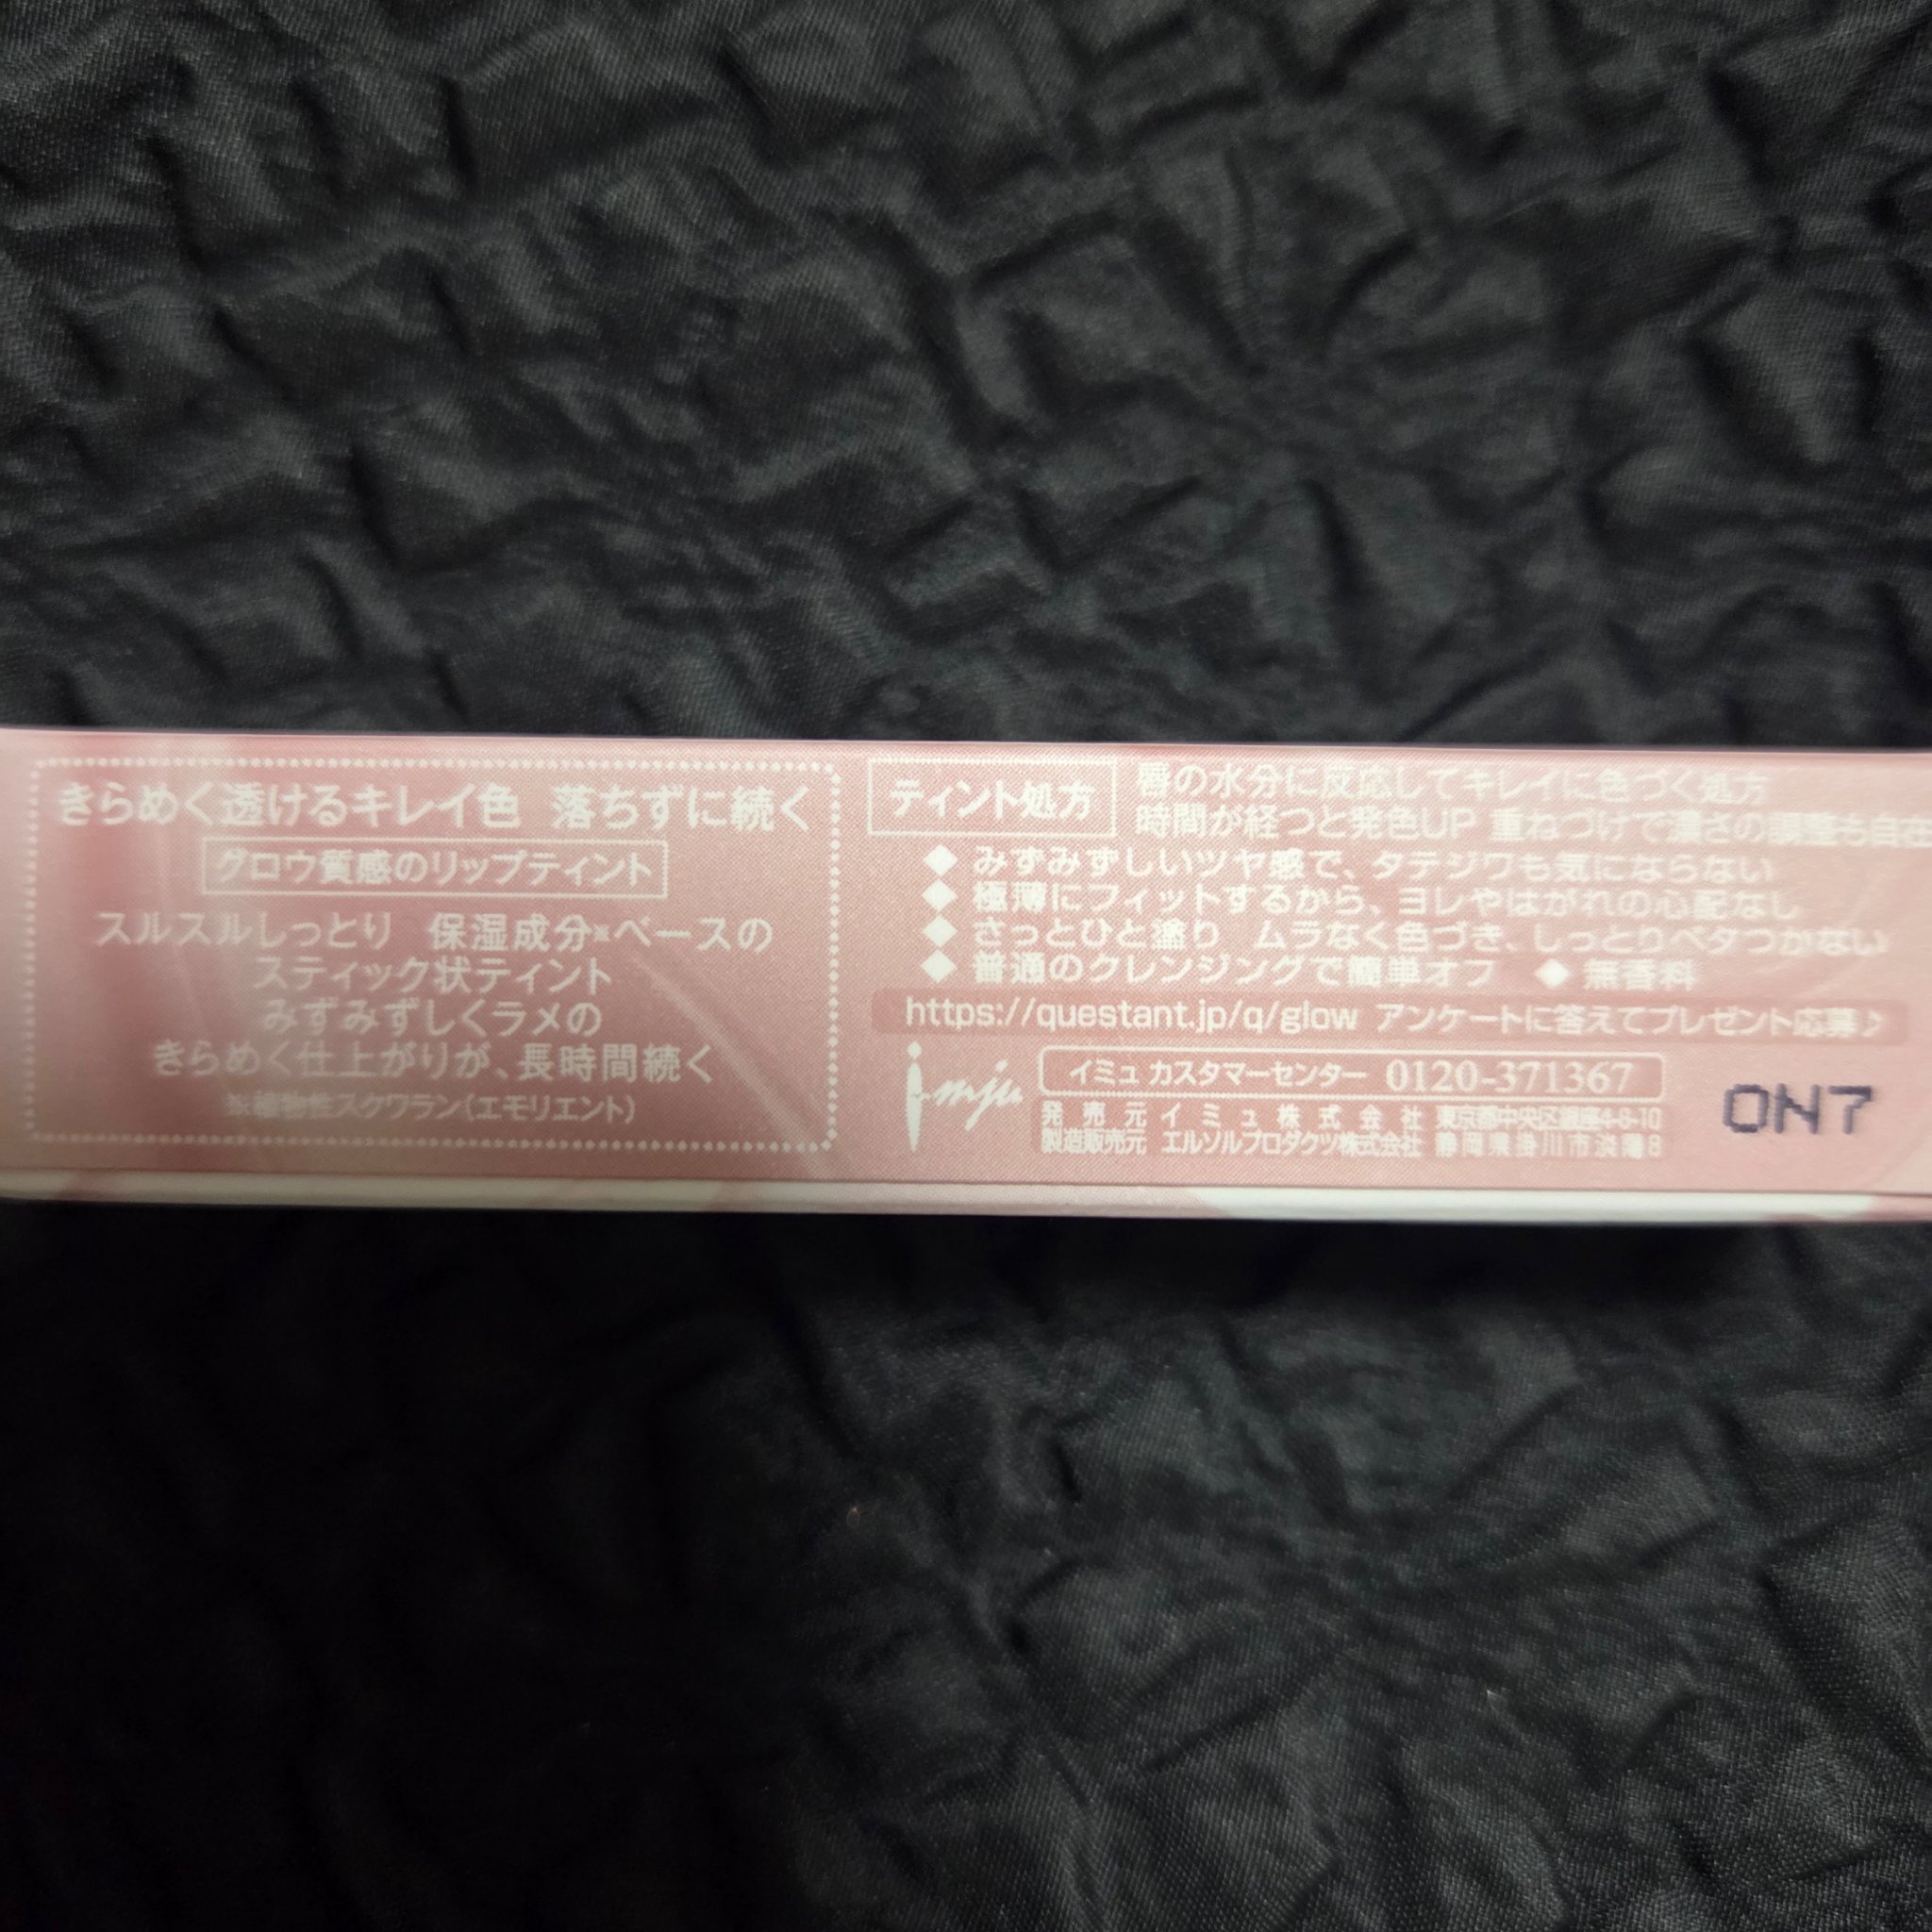 きらめく透けるキレイ色 落ちずに続く
グロウ質感のリップティント
スルスルしっとり 保湿成分※ベースの
スティック状ティント
みずみずしくラメの
きらめく仕上がりが、長時間続く
※植物性スクワラン(エモリエント)
ティント処方
唇の水分に反応してキレイに色づく処方
時間が経つと発色UP 重ねづけで濃さの調整も自在
◆ みずみずしいツヤ感で、タテジワも気にならない
◆ 極薄にフィットするから、ヨレやはがれの心配なし
◆ さっとひと塗り ムラなく色づき、しっとりベタつかない
◆ 普通のクレンジングで簡単オフ ◆ 無香料
https://questant.jp/q/glow アンケートに答えてプレゼント応募♪
imju
イミュ カスタマーセンター 0120-371367
発売元 イミュ株式会社 東京都中央区銀座4-8-10
製造販売元 エルソルプロダクツ株式会社 静岡県掛川市淡陽8
ON7